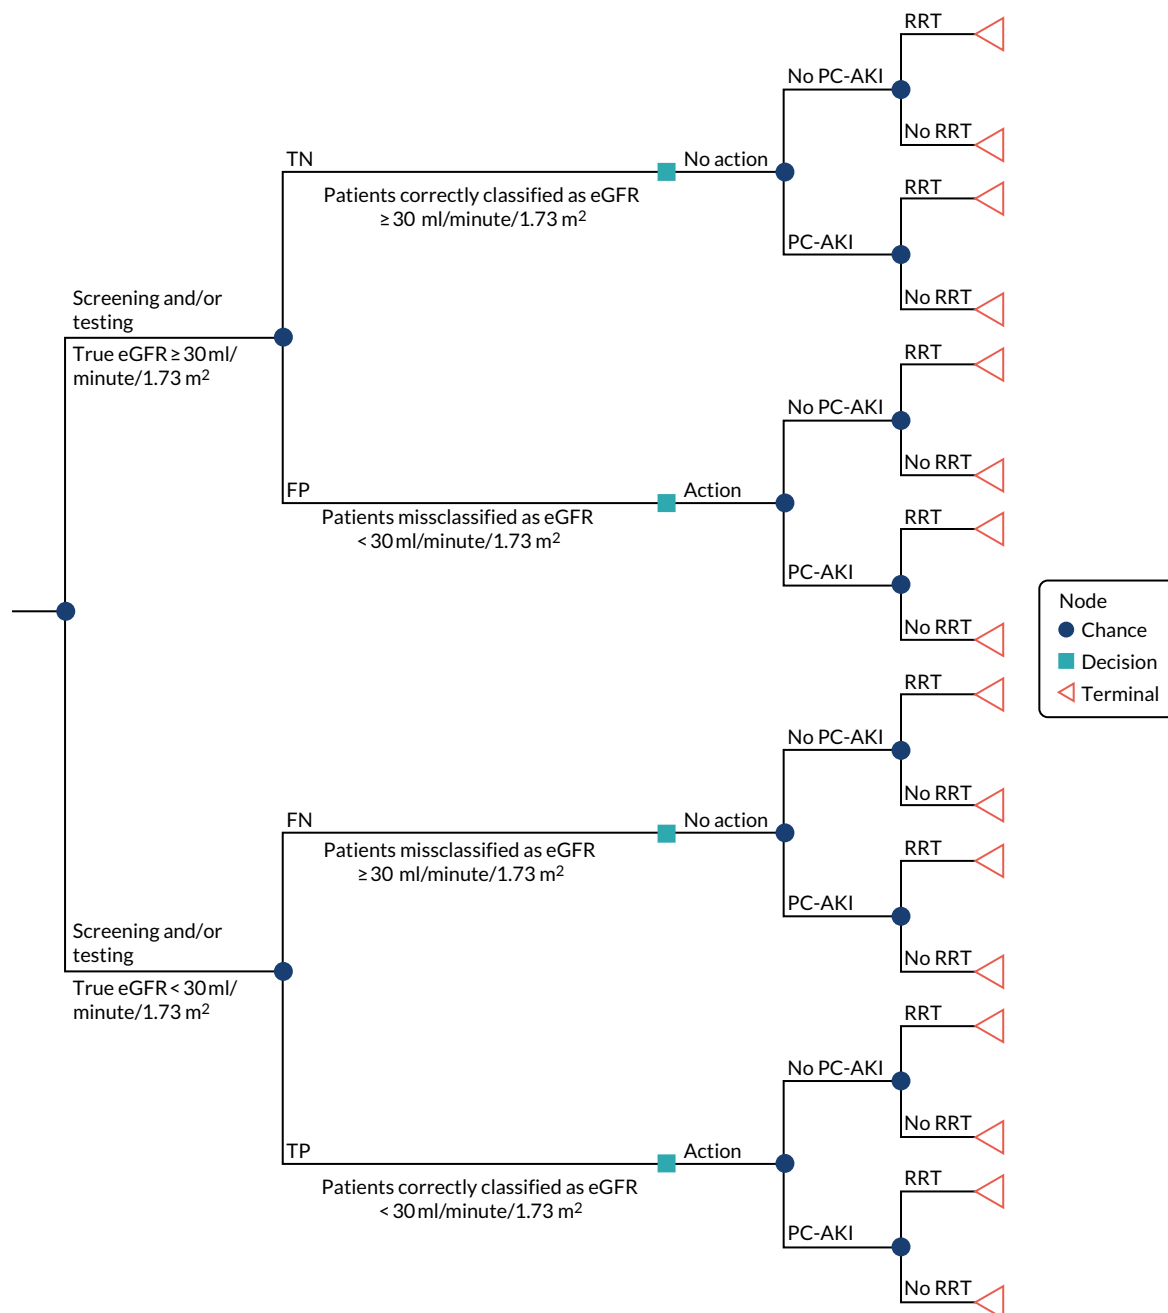 RRT
No PC-AKI
No RRT
TN
No action
Patients correctly classified as eGFR
≥ 30 ml/minute/1.73 m²
RRT
PC-AKI
No RRT
Screening and/or
testing
True eGFR ≥ 30 ml/
minute/1.73 m²
RRT
No PC-AKI
No RRT
FP
Action
Patients missclassified as eGFR
< 30 ml/minute/1.73 m²
RRT
PC-AKI
No RRT
Node
Chance
Decision
Terminal
RRT
No PC-AKI
No RRT
FN
No action
Patients missclassified as eGFR
≥ 30 ml/minute/1.73 m²
RRT
PC-AKI
No RRT
Screening and/or
testing
True eGFR < 30 ml/
minute/1.73 m²
RRT
No PC-AKI
No RRT
TP
Action
Patients correctly classified as eGFR
< 30 ml/minute/1.73 m²
RRT
PC-AKI
No RRT